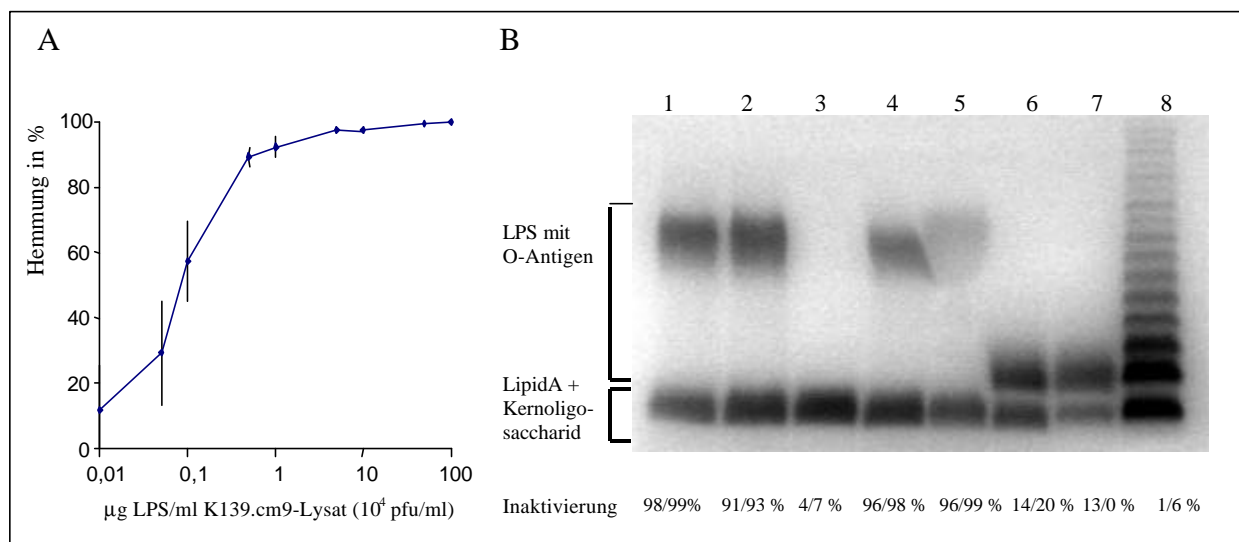 A
B
Hemmung in %
100
80
60
40
20
0
0,01
0,1
1
10
100
µg LPS/ml K139.cm9-Lysat (10⁴ pfu/ml)
1 2 3 4 5 6 7 8
LPS mit
O-Antigen
LipidA +
Kernoligo-
saccharid
Inaktivierung 98/99% 91/93 % 4/7 % 96/98 % 96/99 % 14/20 % 13/0 % 1/6 %